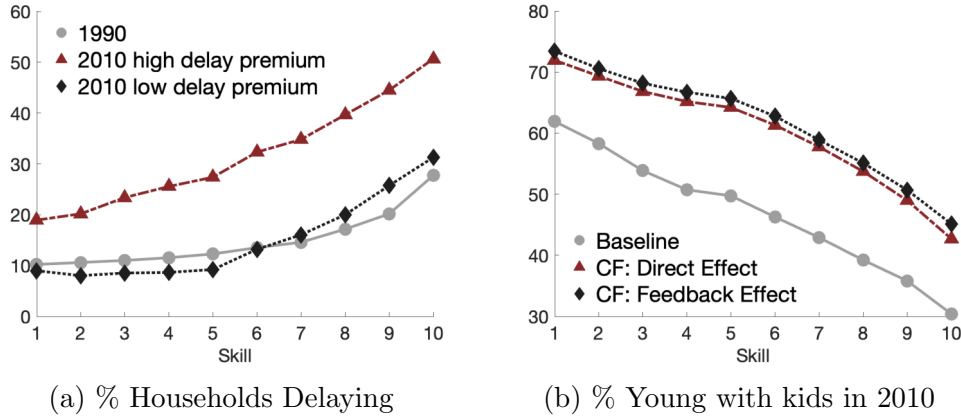 60
50
40
30
20
10
0
1990
2010 high delay premium
2010 low delay premium
1 2 3 4 5 6 7 8 9 10
Skill
(a) % Households Delaying
80
70
60
50
40
30
Baseline
CF: Direct Effect
CF: Feedback Effect
1 2 3 4 5 6 7 8 9 10
Skill
(b) % Young with kids in 2010